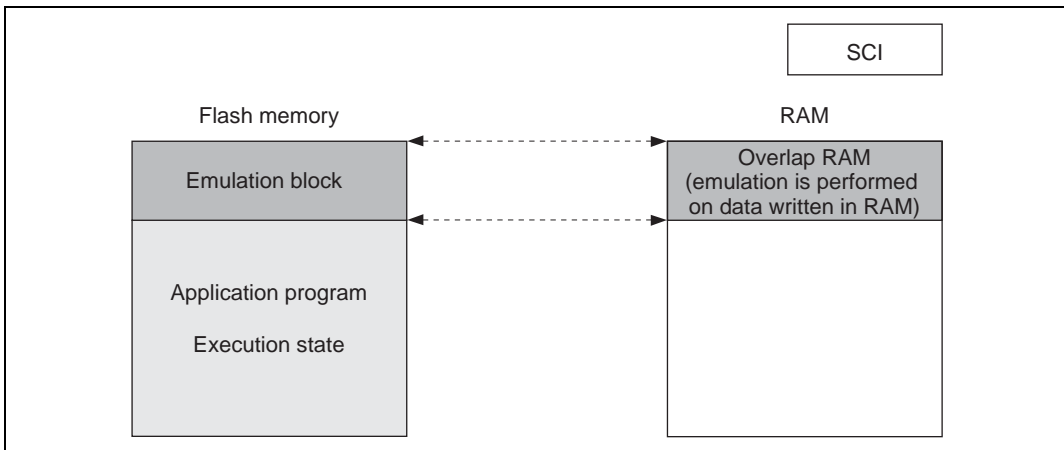 SCI
Flash memory
RAM
Emulation block
Overlap RAM
(emulation is performed
on data written in RAM)
Application program
Execution state